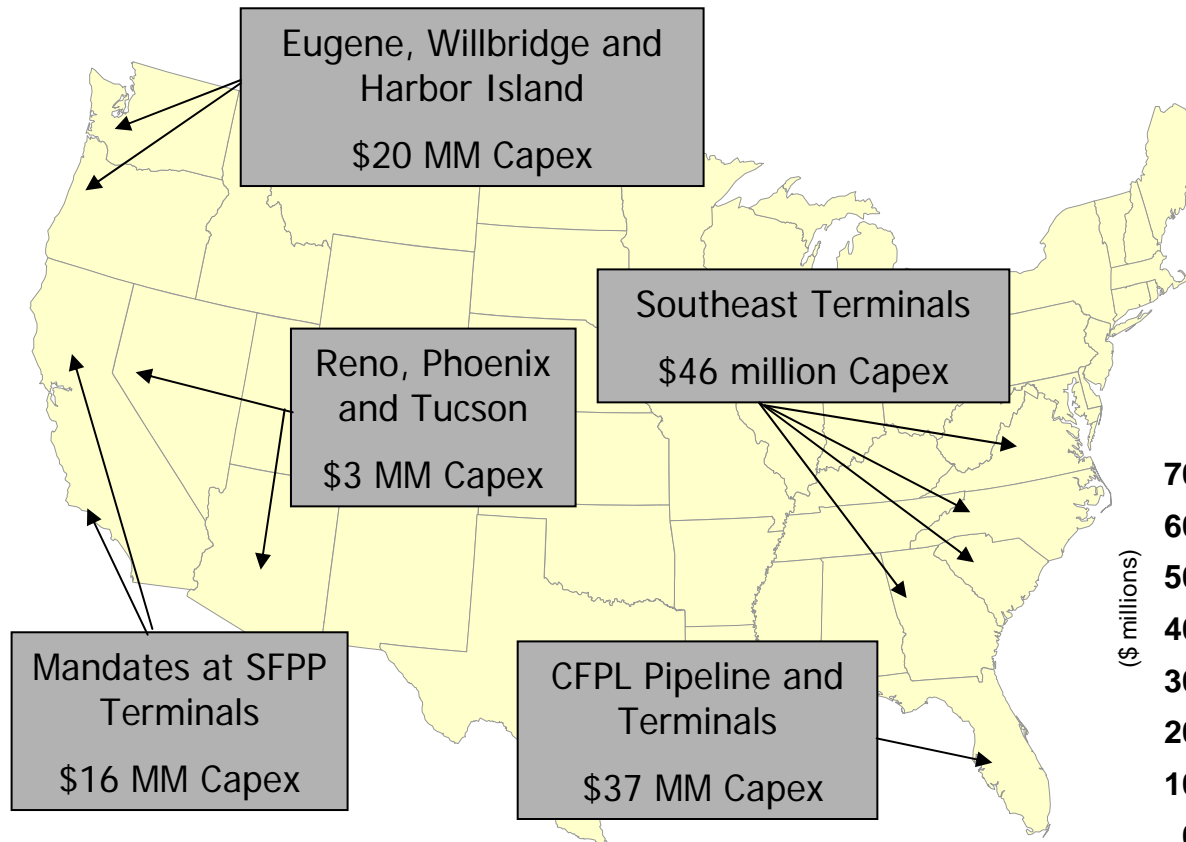 Eugene, Willbridge and
Harbor Island
$20 MM Capex
Southeast Terminals
$46 million Capex
Reno, Phoenix
and Tucson
$3 MM Capex
Mandates at SFPP
Terminals
$16 MM Capex
CFPL Pipeline and
Terminals
$37 MM Capex
($ millions)